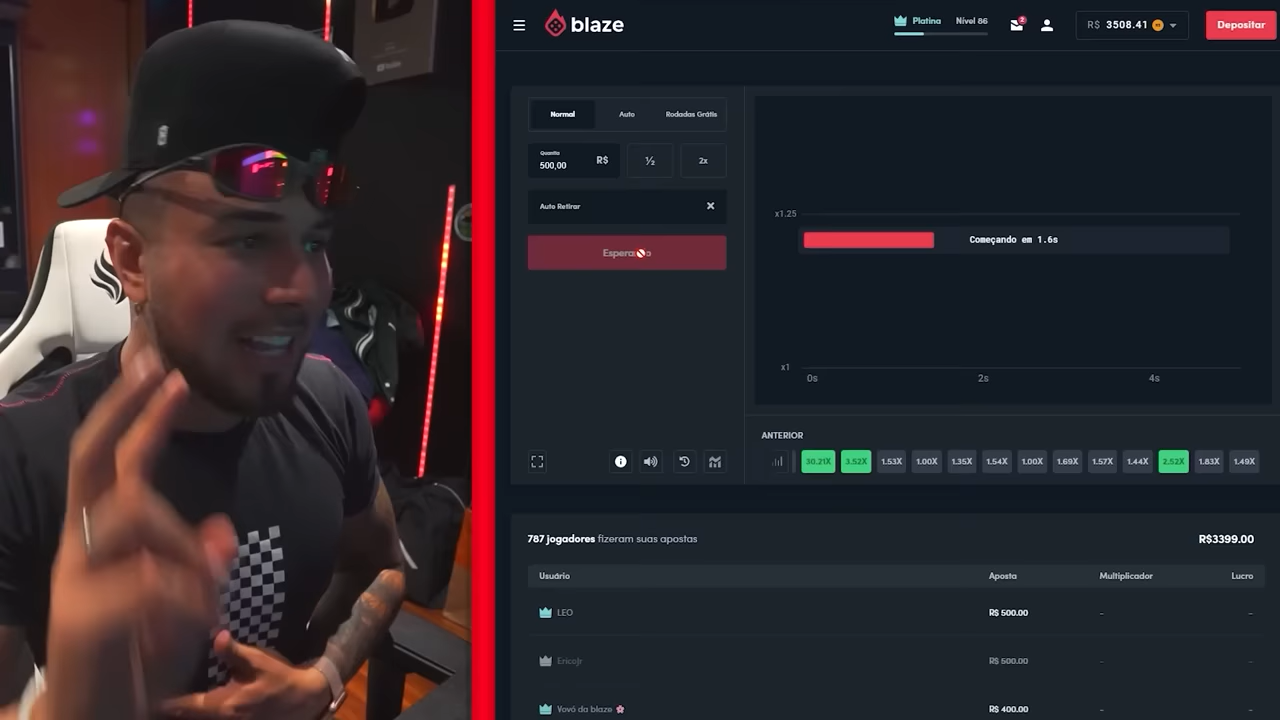 blaze
Platina Nível 86
2
R$ 3508.41
Depositar
Normal Auto Rodadas Grátis
Quantia
500,00 R$ ½ 2x
Auto Retirar ✕
x1.25
Começando em 1.6s
x1
0s 2s 4s
ANTERIOR
30.21X 3.52X 1.53X 1.00X 1.35X 1.54X 1.00X 1.69X 1.57X 1.44X 2.52X 1.83X 1.49X
787 jogadores fizeram suas apostas R$3399.00
Usuário Aposta Multiplicador Lucro
LEO R$ 500.00 - -
EricoJr R$ 500.00 - -
Vovó da blaze 🌸 R$ 400.00 - -